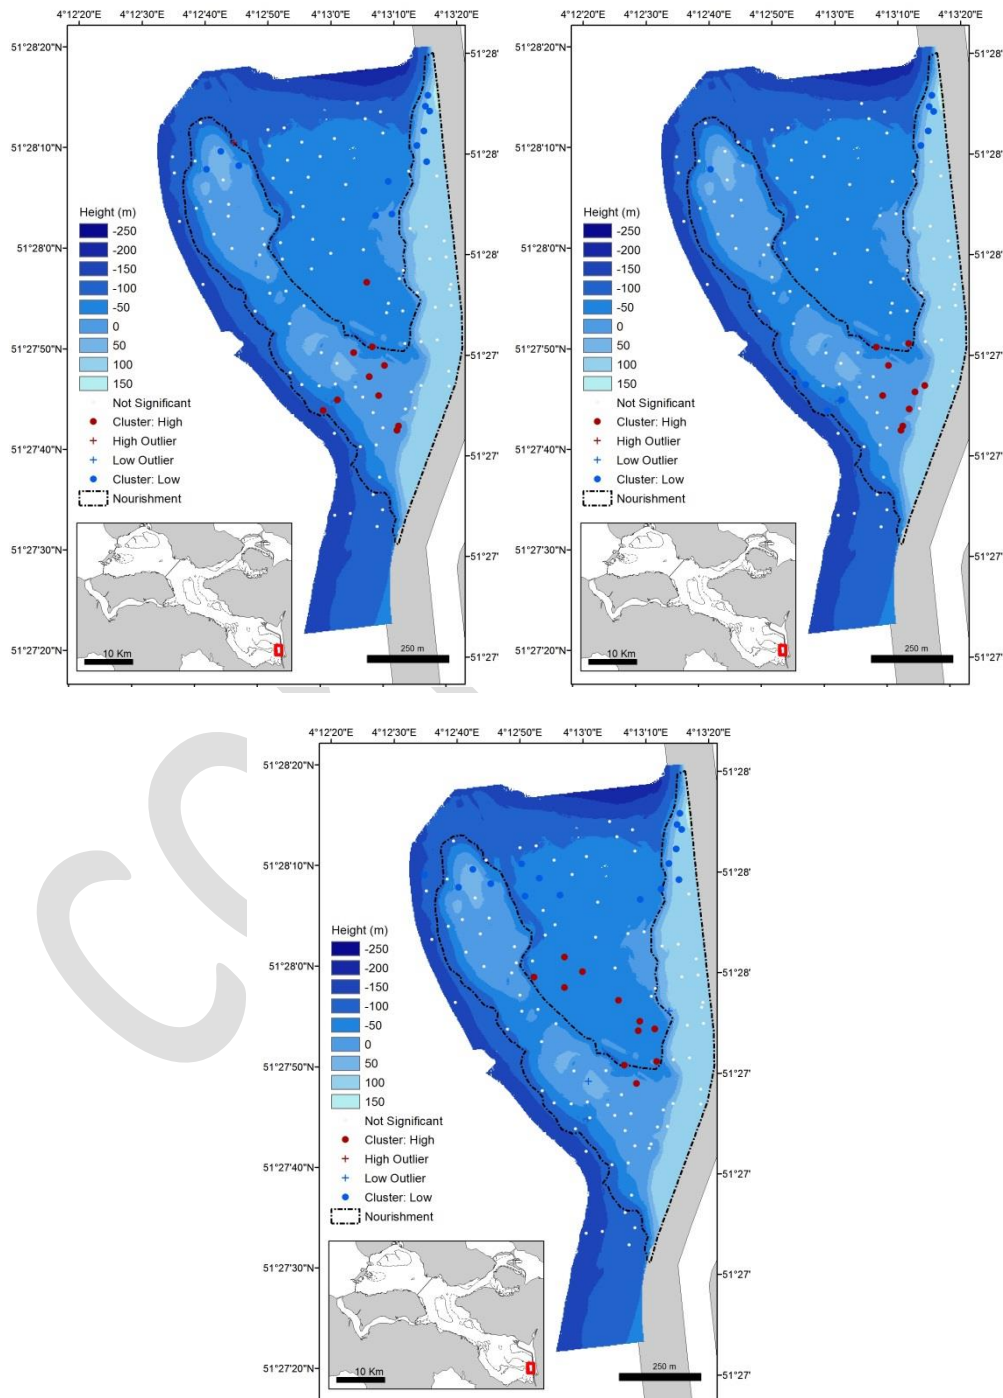 4°12'20"E 4°12'30"E 4°12'40"E 4°12'50"E 4°13'0"E 4°13'10"E 4°13'20"E
51°28'20"N
51°28'
51°28'10"N
51°28'
Height (m)
-250
51°28'0"N
-200
51°28'
-150
-100
-50
0
51°27'50"N
50
51°27'
100
150
Not Significant
Cluster: High
High Outlier
51°27'40"N
Low Outlier
51°27'
Cluster: Low
Nourishment
51°27'30"N
51°27'
51°27'20"N
10 Km
250 m
51°27'
4°12'20"E 4°12'30"E 4°12'40"E 4°12'50"E 4°13'0"E 4°13'10"E 4°13'20"E
51°28'20"N
51°28'
51°28'10"N
51°28'
Height (m)
-250
51°28'0"N
-200
51°28'
-150
-100
-50
0
51°27'50"N
50
51°27'
100
150
Not Significant
Cluster: High
High Outlier
51°27'40"N
Low Outlier
51°27'
Cluster: Low
Nourishment
51°27'30"N
51°27'
51°27'20"N
10 Km
250 m
51°27'
4°12'20"E 4°12'30"E 4°12'40"E 4°12'50"E 4°13'0"E 4°13'10"E 4°13'20"E
51°28'20"N
51°28'
51°28'10"N
51°28'
Height (m)
-250
51°28'0"N
-200
51°28'
-150
-100
-50
0
51°27'50"N
50
51°27'
100
150
Not Significant
Cluster: High
High Outlier
51°27'40"N
Low Outlier
51°27'
Cluster: Low
Nourishment
51°27'30"N
51°27'
51°27'20"N
10 Km
250 m
51°27'